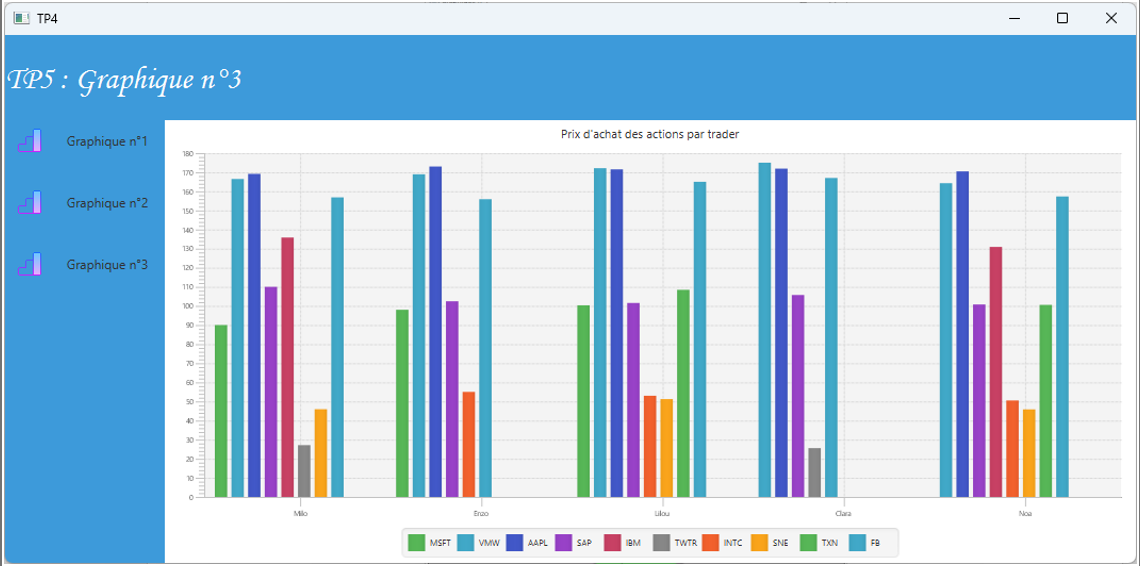 TP4
TP5 : Graphique n°3
Graphique n°1
Graphique n°2
Graphique n°3
Prix d'achat des actions par trader
180
170
160
150
140
130
120
110
100
90
80
70
60
50
40
30
20
10
0
Milo Enzo Lilou Clara Noa
MSFT VMW AAPL SAP IBM TWTR INTC SNE TXN FB